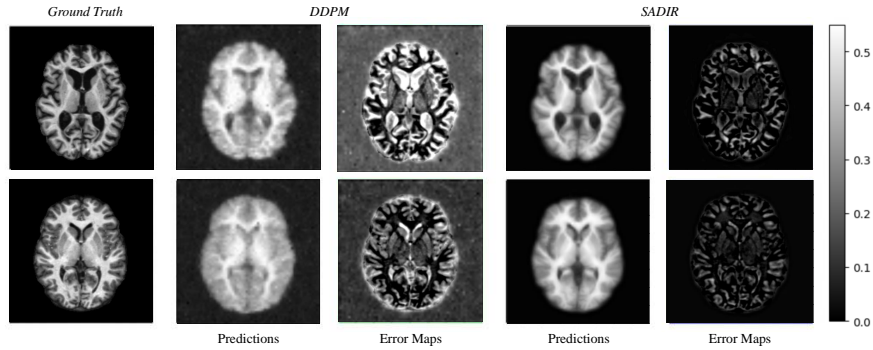 Ground Truth
DDPM
SADIR
0.5
0.4
0.3
0.2
0.1
0.0
Predictions
Error Maps
Predictions
Error Maps